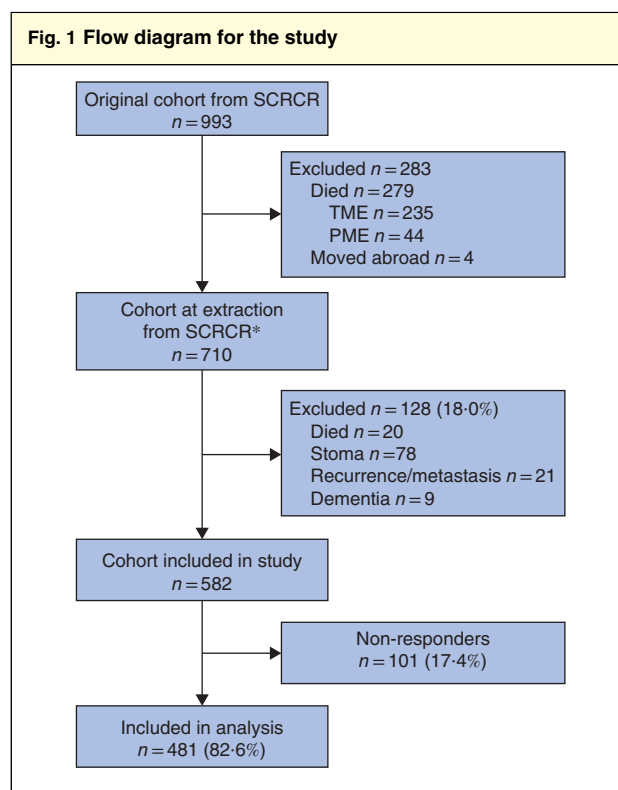 Fig. 1 Flow diagram for the study
Original cohort from SCRCR
n = 993
Excluded n = 283
Died n = 279
TME n = 235
PME n = 44
Moved abroad n = 4
Cohort at extraction
from SCRCR*
n = 710
Excluded n = 128 (18·0%)
Died n = 20
Stoma n = 78
Recurrence/metastasis n = 21
Dementia n = 9
Cohort included in study
n = 582
Non-responders
n = 101 (17·4%)
Included in analysis
n = 481 (82·6%)